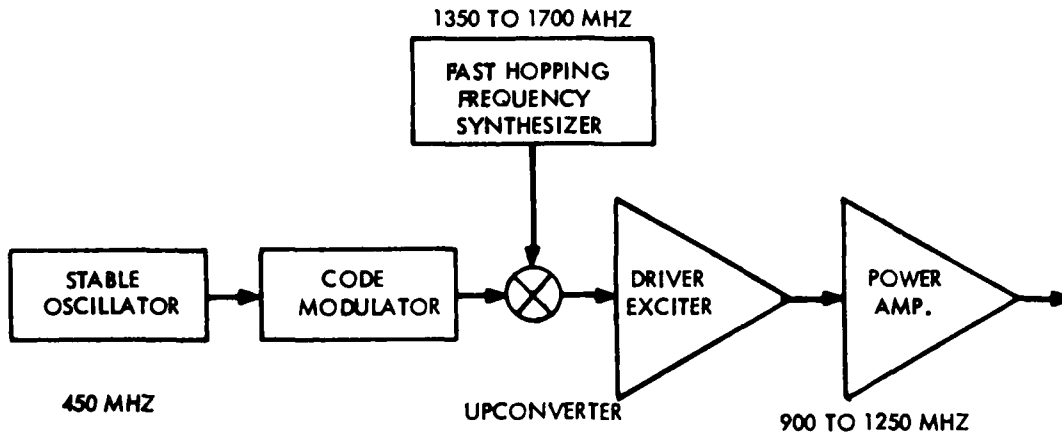 1350 TO 1700 MHZ
FAST HOPPING
FREQUENCY
SYNTHESIZER
STABLE
OSCILLATOR
CODE
MODULATOR
DRIVER
EXCITER
POWER
AMP.
450 MHZ
UPCONVERTER
900 TO 1250 MHZ